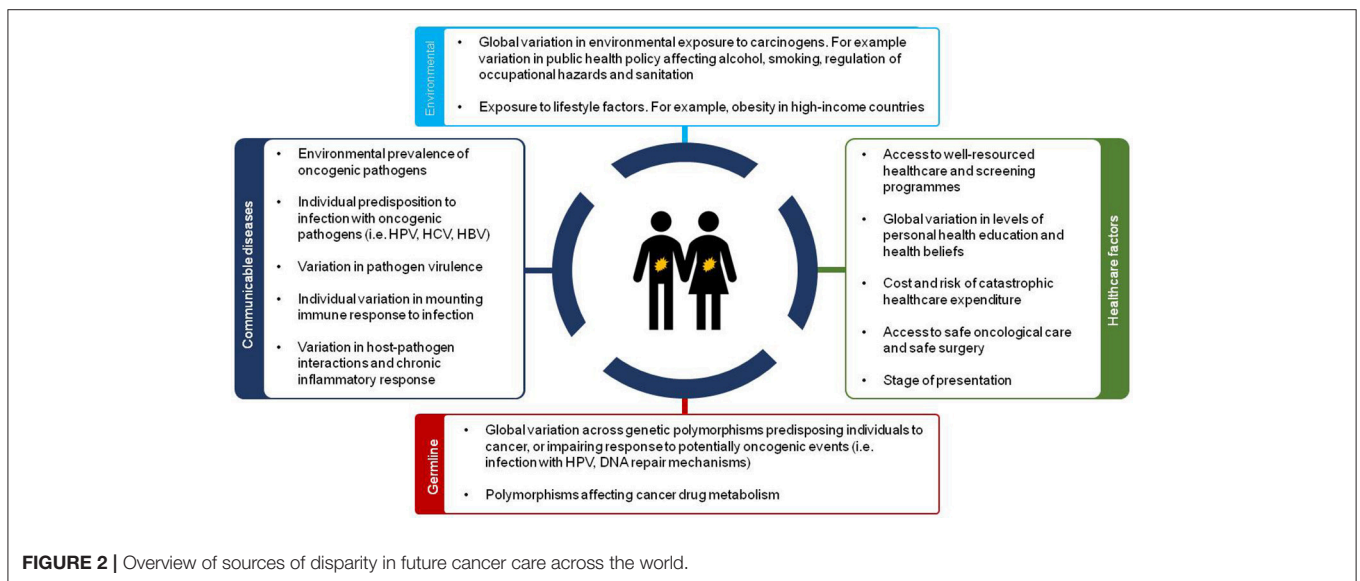 Environmental
• Global variation in environmental exposure to carcinogens. For example
variation in public health policy affecting alcohol, smoking, regulation of
occupational hazards and sanitation
• Exposure to lifestyle factors. For example, obesity in high-income countries
Communicable diseases
• Environmental prevalence of
oncogenic pathogens
• Individual predisposition to
infection with oncogenic
pathogens (i.e. HPV, HCV, HBV)
• Variation in pathogen virulence
• Individual variation in mounting
immune response to infection
• Variation in host-pathogen
interactions and chronic
inflammatory response
• Access to well-resourced
healthcare and screening
programmes
• Global variation in levels of
personal health education and
health beliefs
• Cost and risk of catastrophic
healthcare expenditure
• Access to safe oncological care
and safe surgery
• Stage of presentation
Healthcare factors
Germline
• Global variation across genetic polymorphisms predisposing individuals to
cancer, or impairing response to potentially oncogenic events (i.e.
infection with HPV, DNA repair mechanisms)
• Polymorphisms affecting cancer drug metabolism
FIGURE 2 | Overview of sources of disparity in future cancer care across the world.